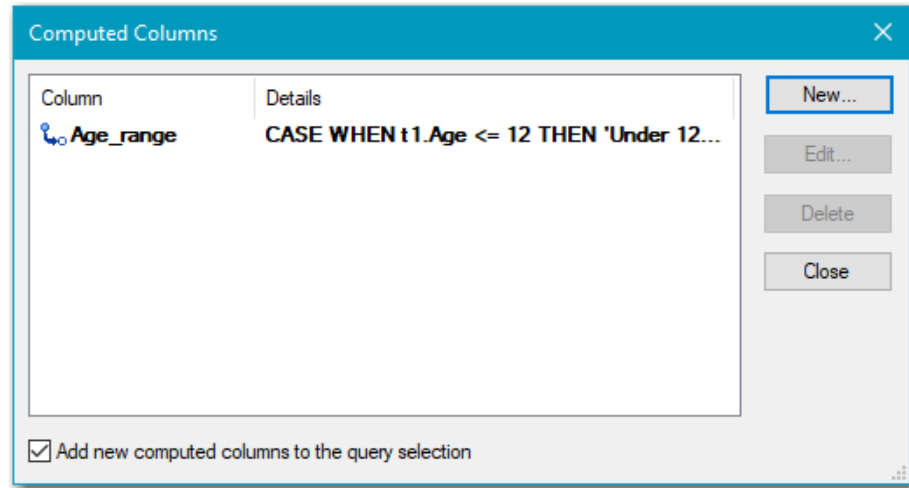 Computed Columns
Column Details
Age_range CASE WHEN t1.Age <= 12 THEN 'Under 12...
New...
Edit...
Delete
Close
Add new computed columns to the query selection